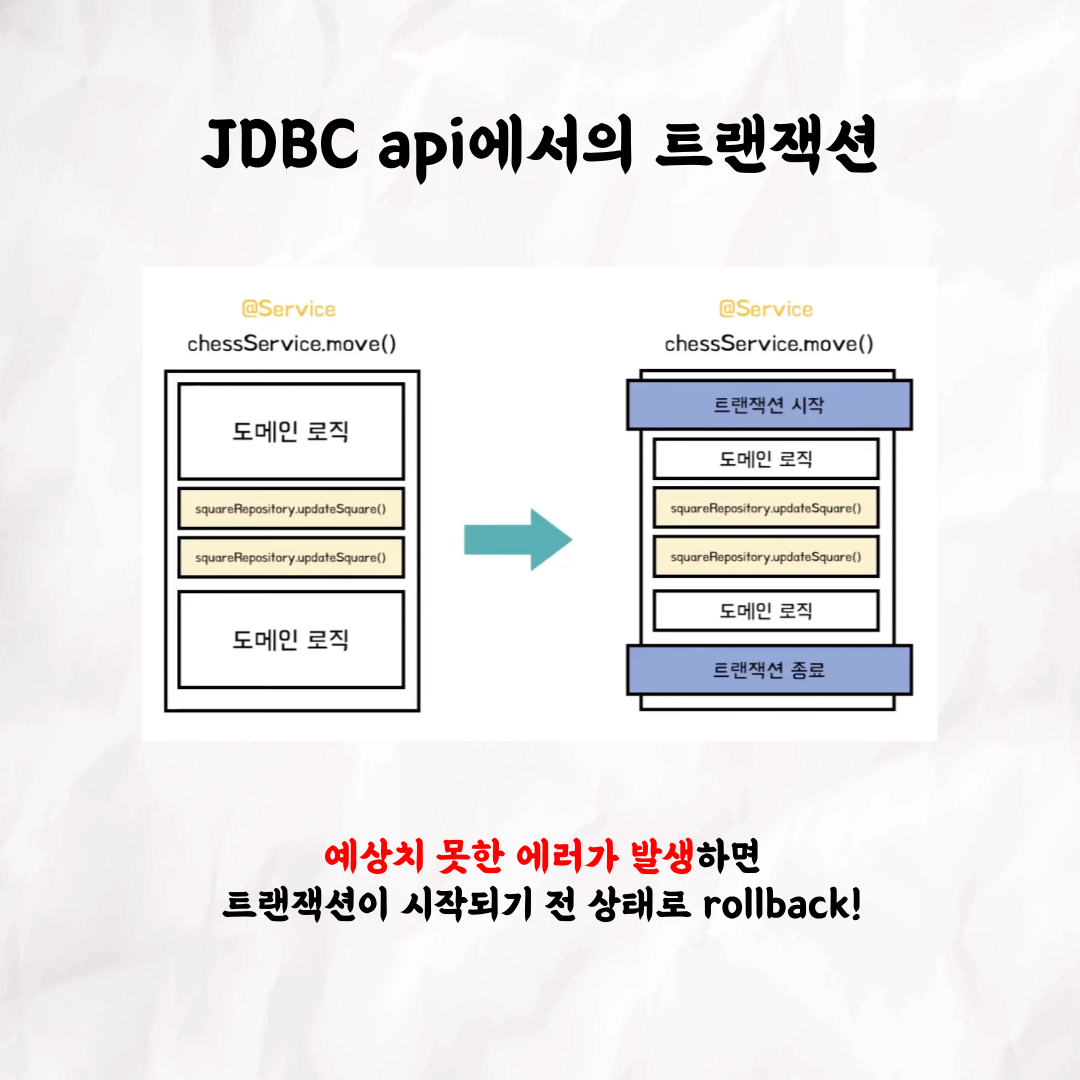 JDBC api에서의 트랜잭션
@Service
chessService.move()
도메인 로직
squareRepository.updateSquare()
squareRepository.updateSquare()
도메인 로직
@Service
chessService.move()
트랜잭션 시작
도메인 로직
squareRepository.updateSquare()
squareRepository.updateSquare()
도메인 로직
트랜잭션 종료
예상치 못한 에러가 발생하면
트랜잭션이 시작되기 전 상태로 rollback!